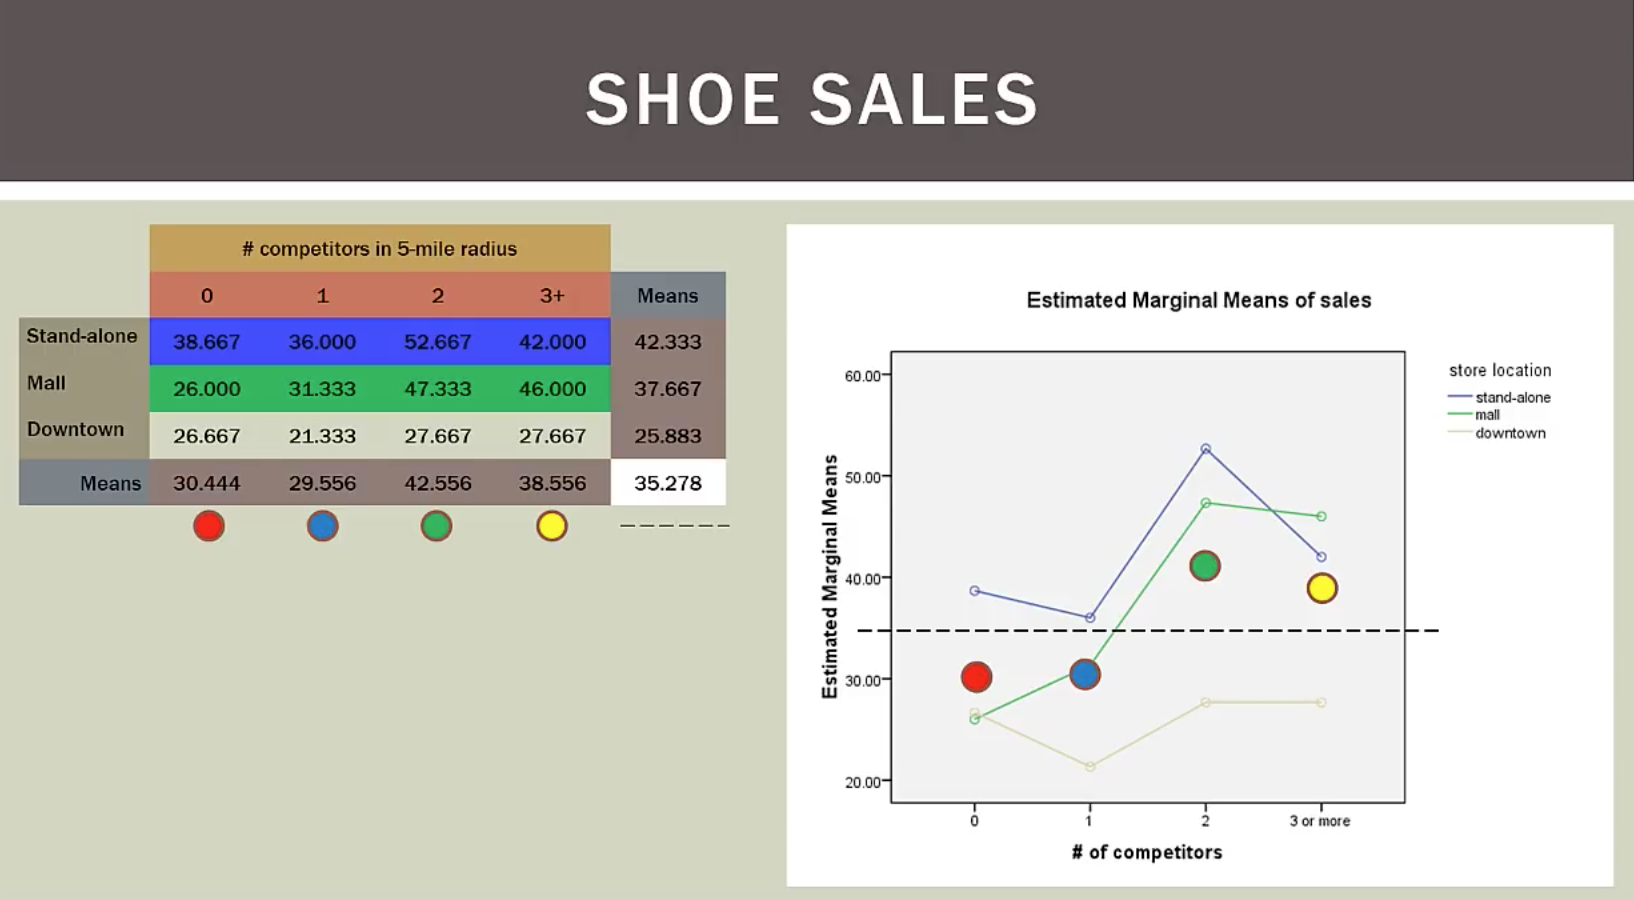 SHOE SALES
# competitors in 5-mile radius
0 1 2 3+ Means
Stand-alone 38.667 36.000 52.667 42.000 42.333
Mall 26.000 31.333 47.333 46.000 37.667
Downtown 26.667 21.333 27.667 27.667 25.883
Means 30.444 29.556 42.556 38.556 35.278
Estimated Marginal Means of sales
Estimated Marginal Means
60.00
50.00
40.00
30.00
20.00
0 1 2 3 or more
# of competitors
store location
stand-alone
mall
downtown